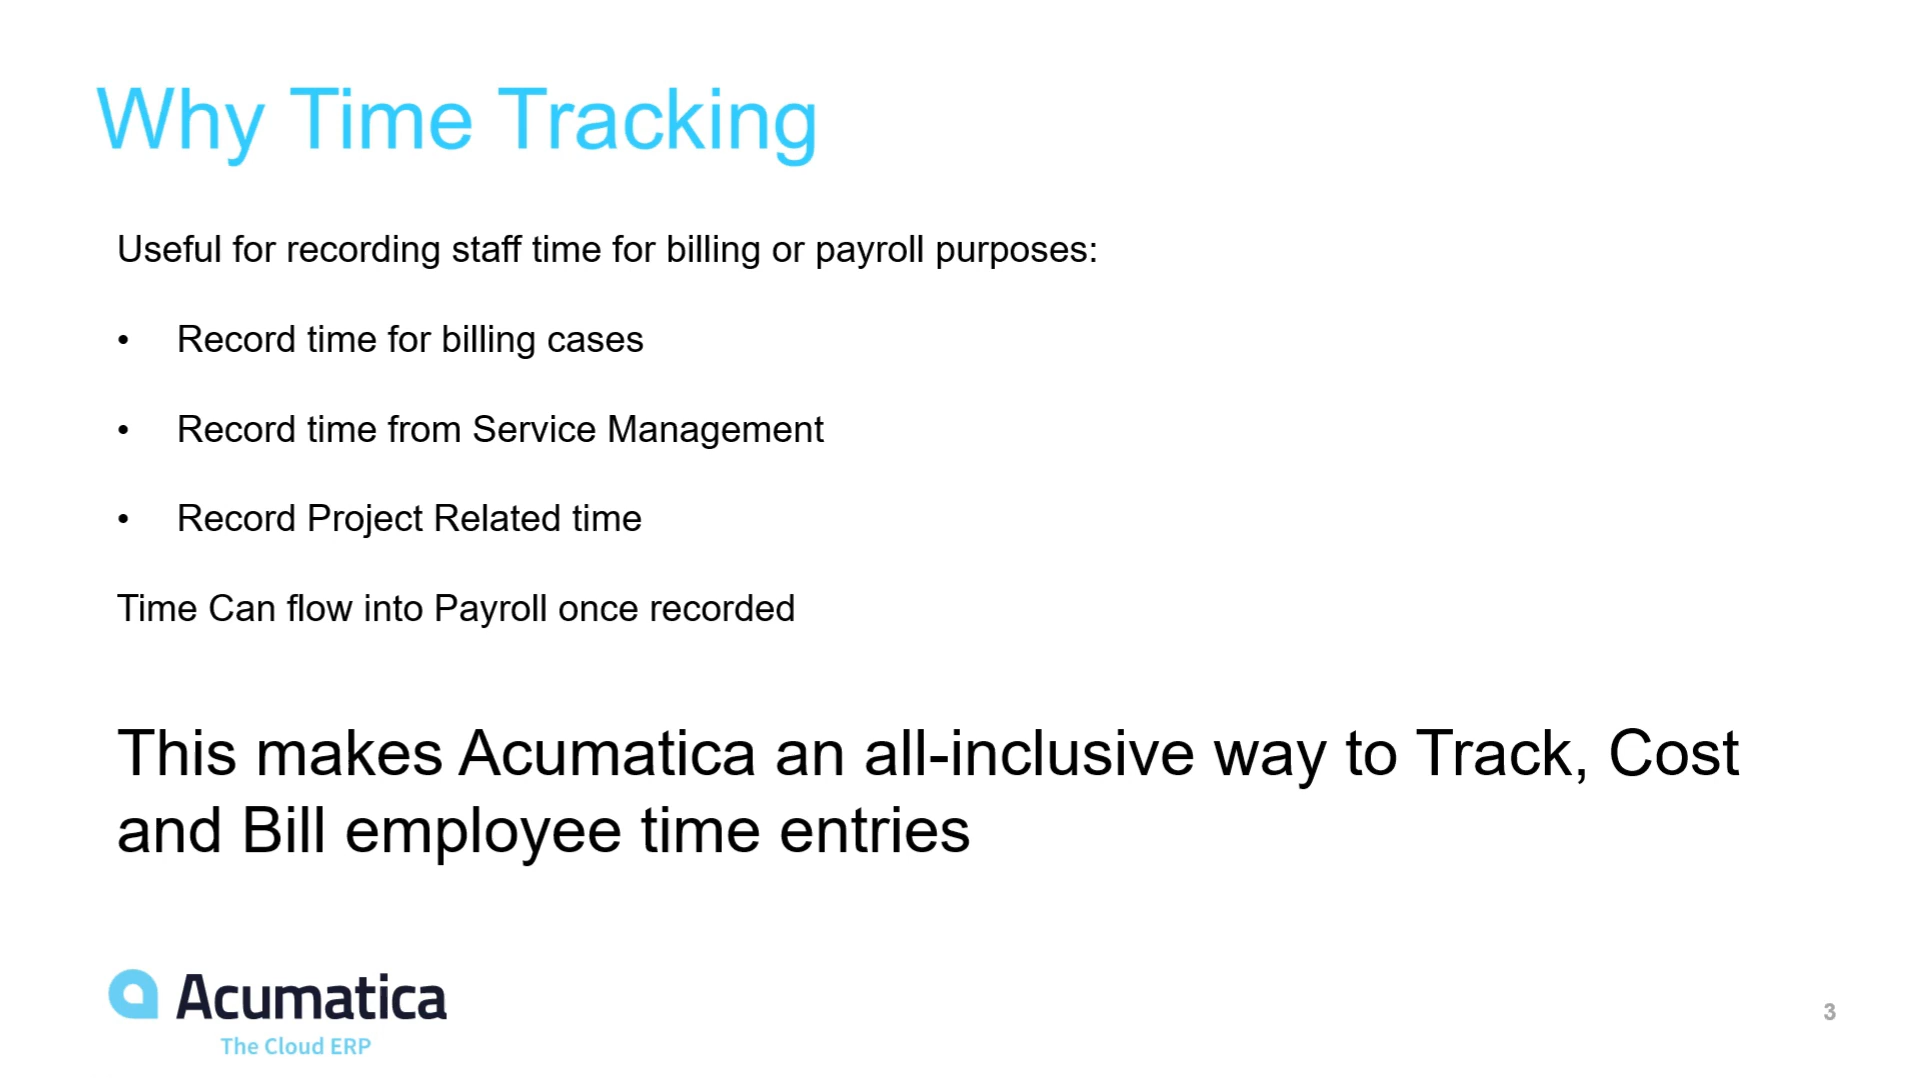 Why Time Tracking
Useful for recording staff time for billing or payroll purposes:
• Record time for billing cases
• Record time from Service Management
• Record Project Related time
Time Can flow into Payroll once recorded
This makes Acumatica an all-inclusive way to Track, Cost
and Bill employee time entries
Acumatica
The Cloud ERP
3